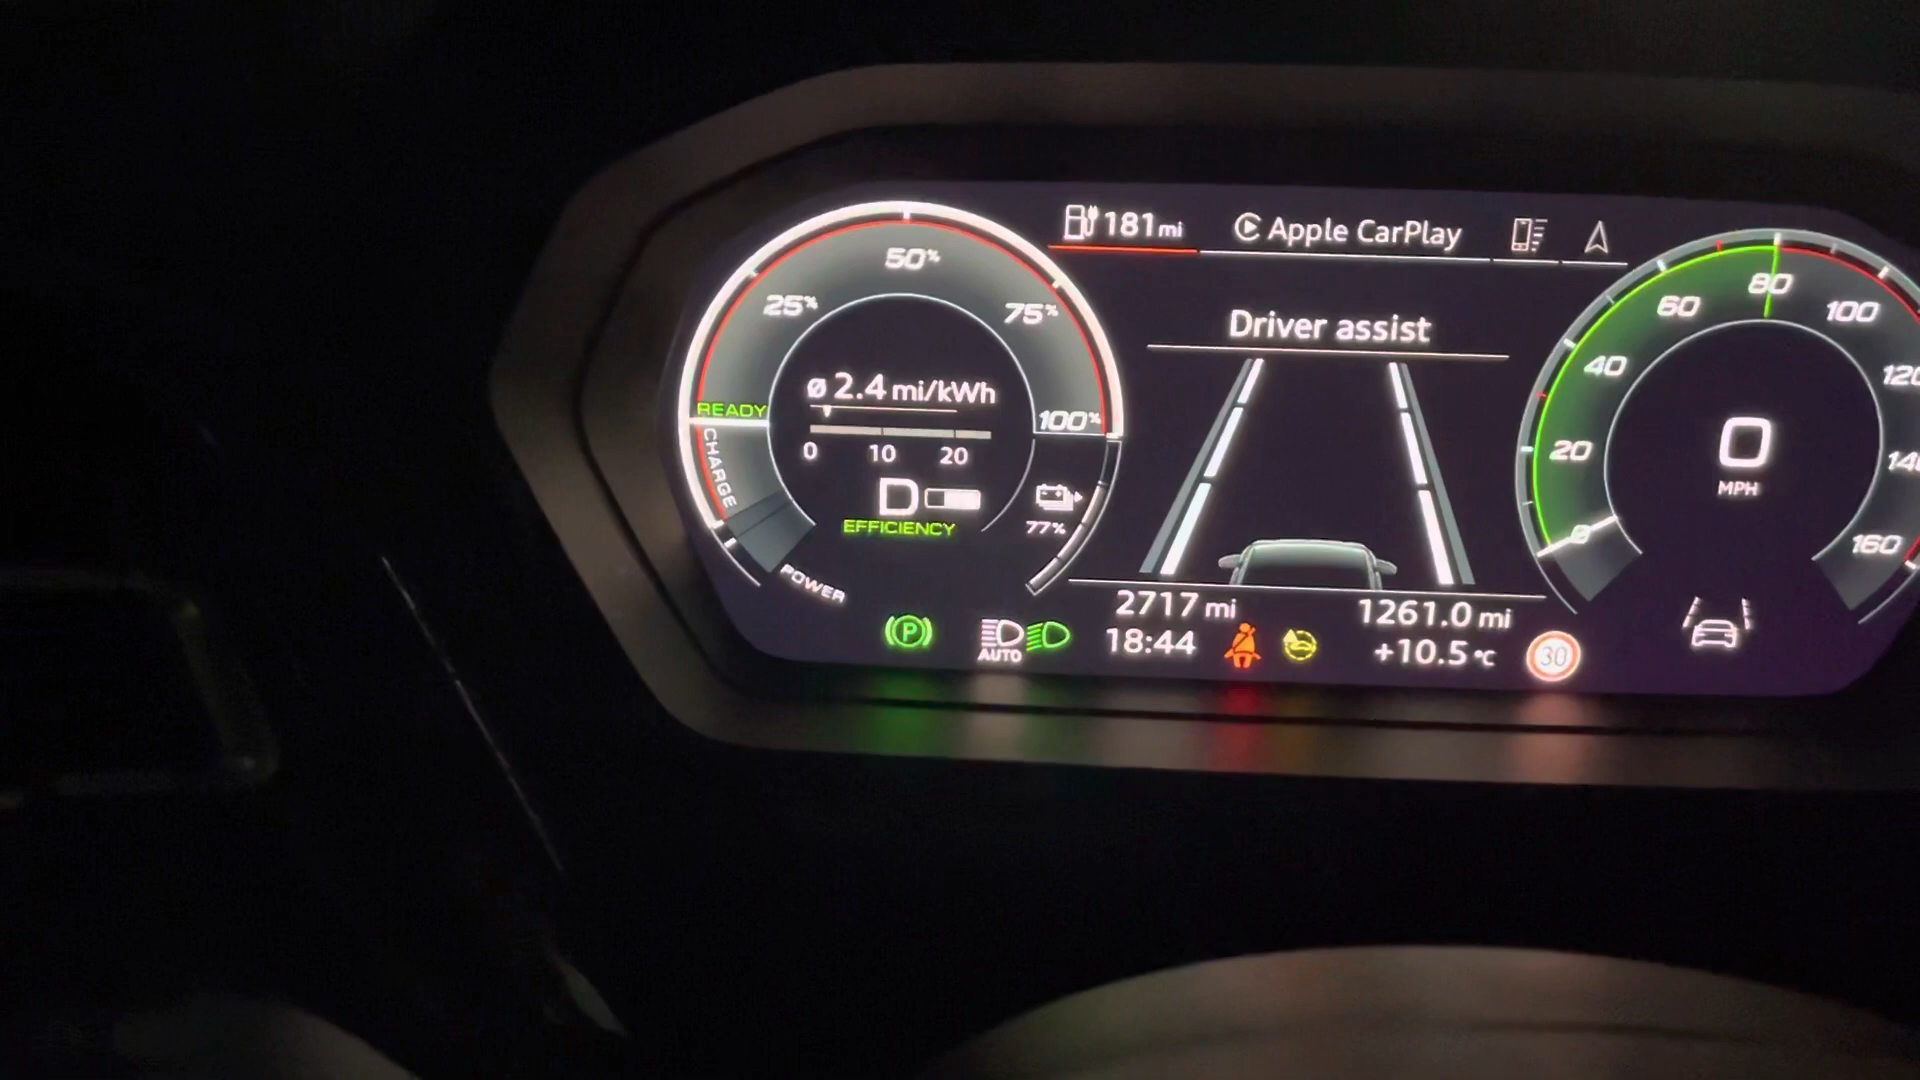 50%
25%
75%
100%
READY
CHARGE
POWER
ø 2.4 mi/kWh
0 10 20
D
EFFICIENCY
77%
181 mi
Apple CarPlay
Driver assist
2717 mi
18:44
1261.0 mi
+10.5 °C
P
AUTO
30
0
20
40
60
80
100
120
140
160
0
MPH